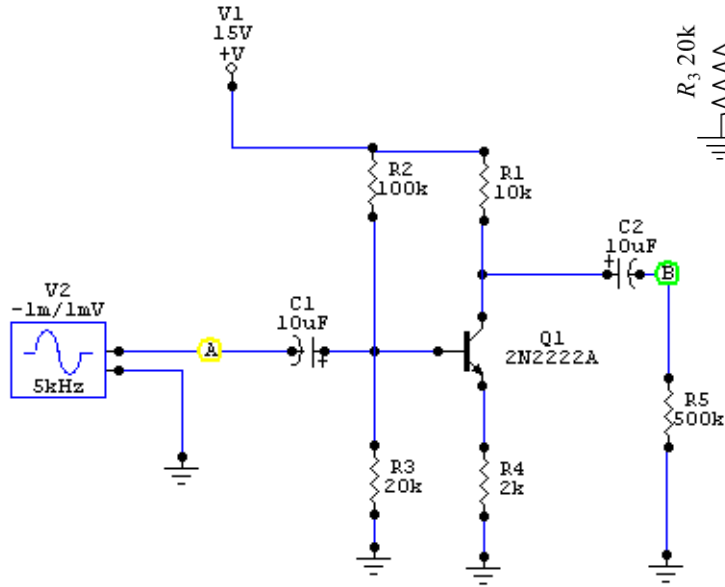 V1
15V
+V
R3 20k
R2
100k
R1
10k
C2
10uF
+
B
V2
-1m/1mV
5kHz
A
C1
10uF
+
Q1
2N2222A
R5
500k
R3
20k
R4
2k